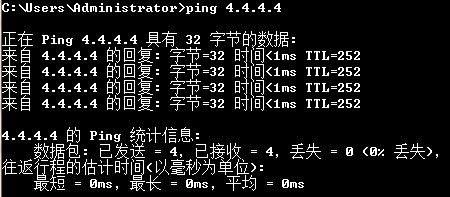 C:\Users\Administrator>ping 4.4.4.4
正在 Ping 4.4.4.4 具有 32 字节的数据:
来自 4.4.4.4 的回复: 字节=32 时间<1ms TTL=252
来自 4.4.4.4 的回复: 字节=32 时间<1ms TTL=252
来自 4.4.4.4 的回复: 字节=32 时间<1ms TTL=252
来自 4.4.4.4 的回复: 字节=32 时间<1ms TTL=252
4.4.4.4 的 Ping 统计信息:
数据包: 已发送 = 4, 已接收 = 4, 丢失 = 0 (0% 丢失),
往返行程的估计时间(以毫秒为单位):
最短 = 0ms, 最长 = 0ms, 平均 = 0ms